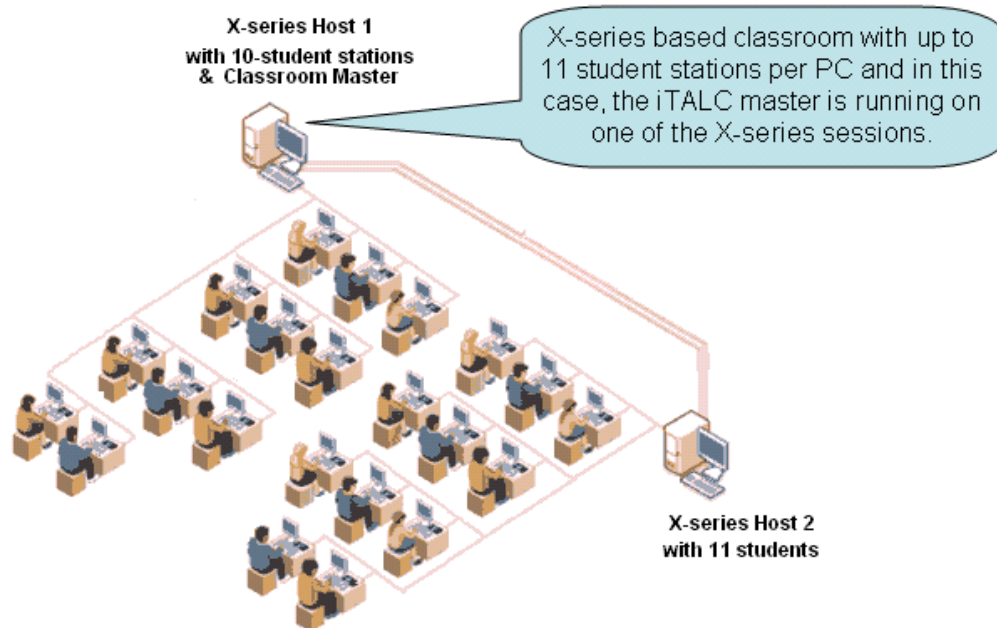 X-series Host 1
with 10-student stations
& Classroom Master
X-series based classroom with up to
11 student stations per PC and in this
case, the iTALC master is running on
one of the X-series sessions.
X-series Host 2
with 11 students